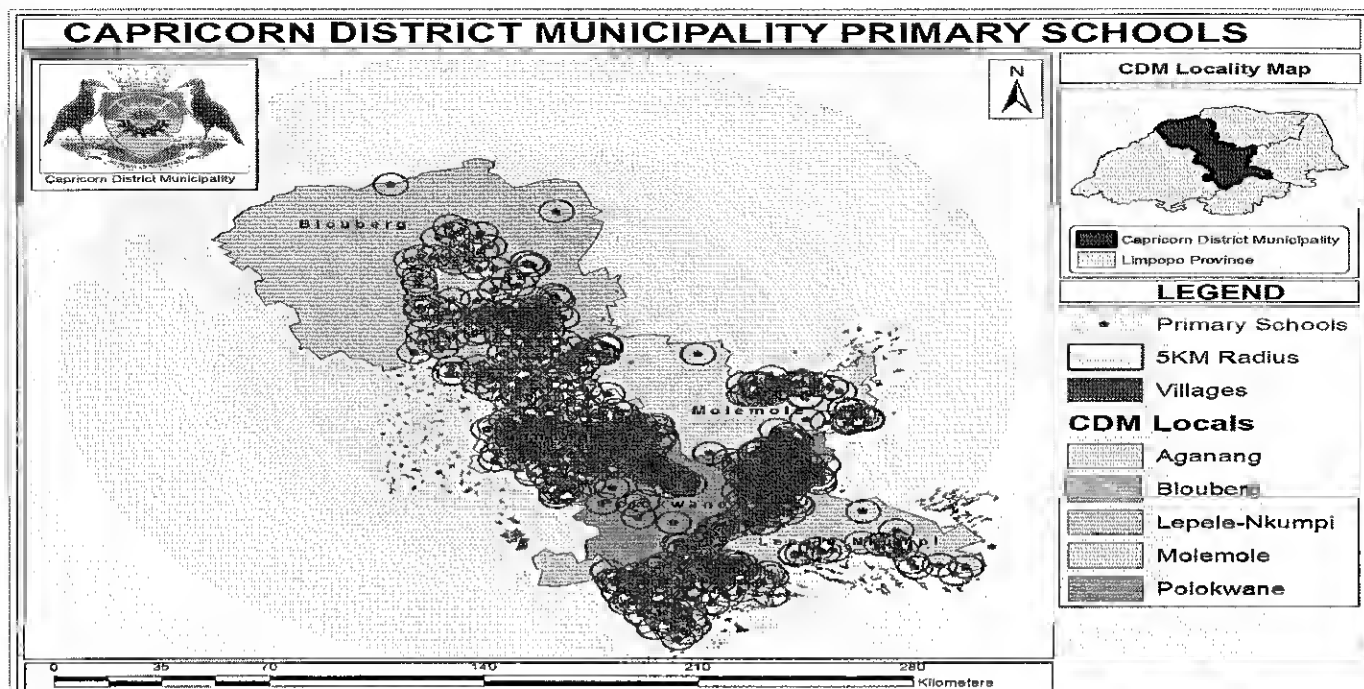 CAPRICORN DISTRICT MUNICIPALITY PRIMARY SCHOOLS
Capricorn District Municipality
N
CDM Locality Map
Capricorn District Municipality
Limpopo Province
LEGEND
Primary Schools
5KM Radius
Villages
CDM Locals
Aganang
Blouberg
Lepele-Nkumpi
Molemole
Polokwane
Blouberg
Molemole
0 35 70 140 210 280
Kilometers